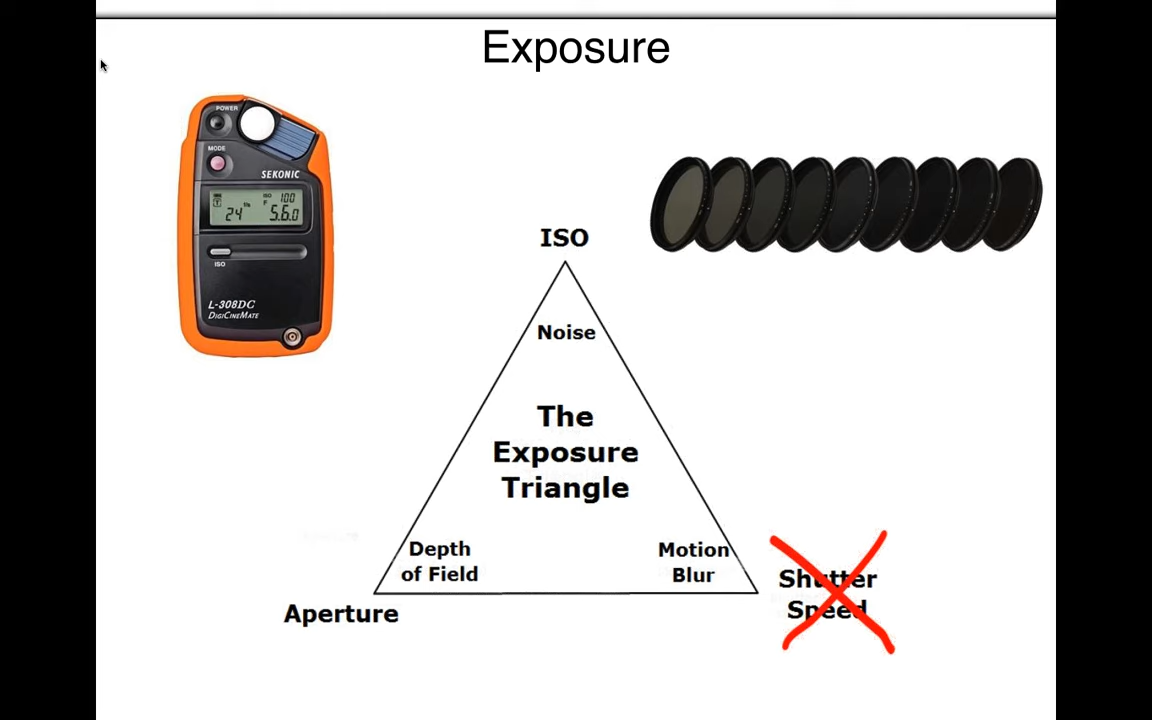 Exposure
POWER
MODE
SEKONIC
ISO 100
T 24 f/s F 5.6.0
ISO
L-308DC
DIGICINEMATE
ISO
Noise
The
Exposure
Triangle
Depth
of Field
Motion
Blur
Aperture
Shutter
Speed